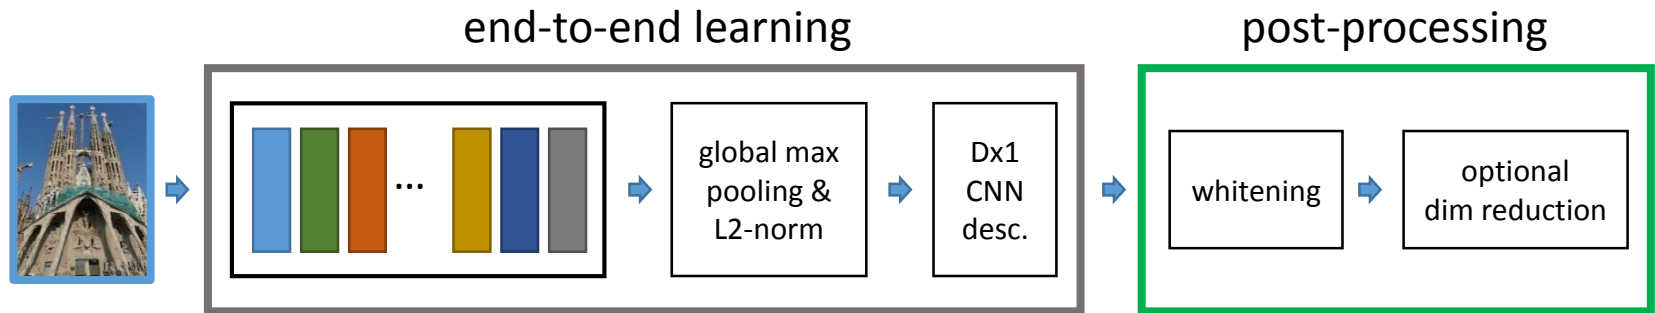 end-to-end learning
post-processing
...
global max
pooling &
L2-norm
Dx1
CNN
desc.
whitening
optional
dim reduction